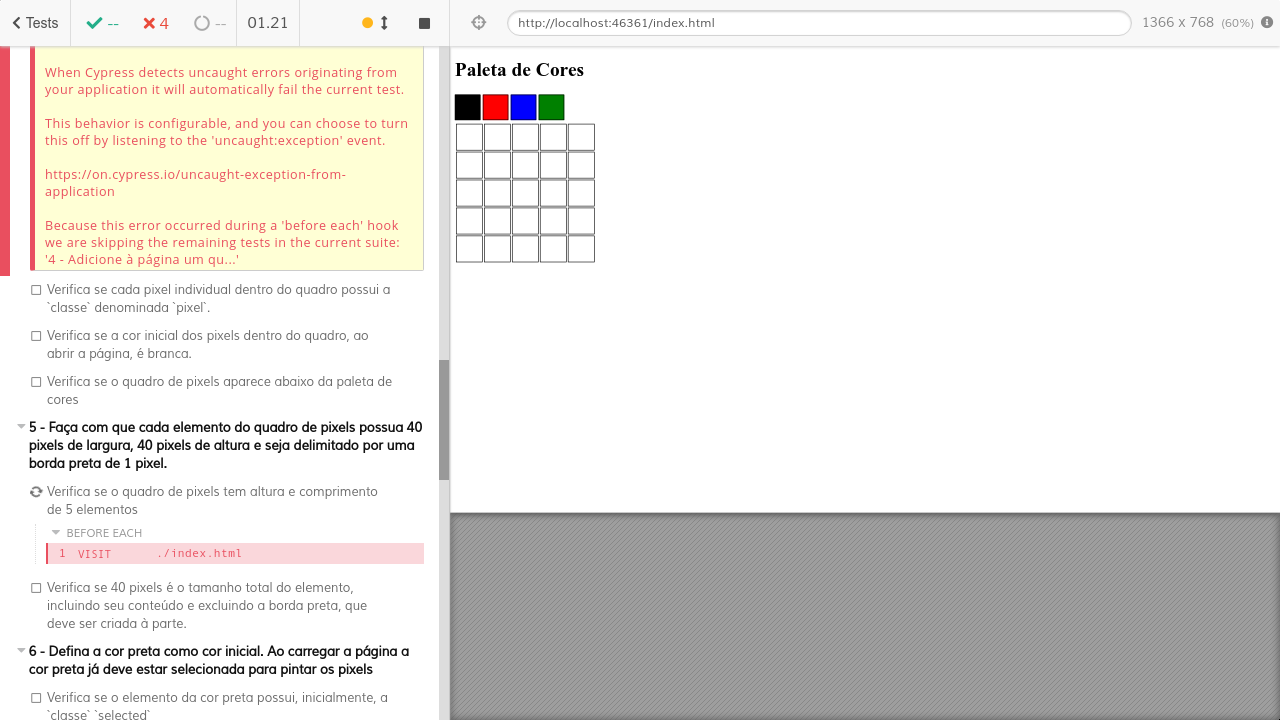 Tests
--
4
--
01.21
http://localhost:46361/index.html
1366 x 768 (60%)
When Cypress detects uncaught errors originating from
your application it will automatically fail the current test.
This behavior is configurable, and you can choose to turn
this off by listening to the 'uncaught:exception' event.
https://on.cypress.io/uncaught-exception-from-
application
Because this error occurred during a 'before each' hook
we are skipping the remaining tests in the current suite:
'4 - Adicione à página um qu...'
Verifica se cada pixel individual dentro do quadro possui a
`classe` denominada `pixel`.
Verifica se a cor inicial dos pixels dentro do quadro, ao
abrir a página, é branca.
Verifica se o quadro de pixels aparece abaixo da paleta de
cores
5 - Faça com que cada elemento do quadro de pixels possua 40
pixels de largura, 40 pixels de altura e seja delimitado por uma
borda preta de 1 pixel.
Verifica se o quadro de pixels tem altura e comprimento
de 5 elementos
BEFORE EACH
1 VISIT ./index.html
Verifica se 40 pixels é o tamanho total do elemento,
incluindo seu conteúdo e excluindo a borda preta, que
deve ser criada à parte.
6 - Defina a cor preta como cor inicial. Ao carregar a página a
cor preta já deve estar selecionada para pintar os pixels
Verifica se o elemento da cor preta possui, inicialmente, a
`classe` `selected`
Paleta de Cores